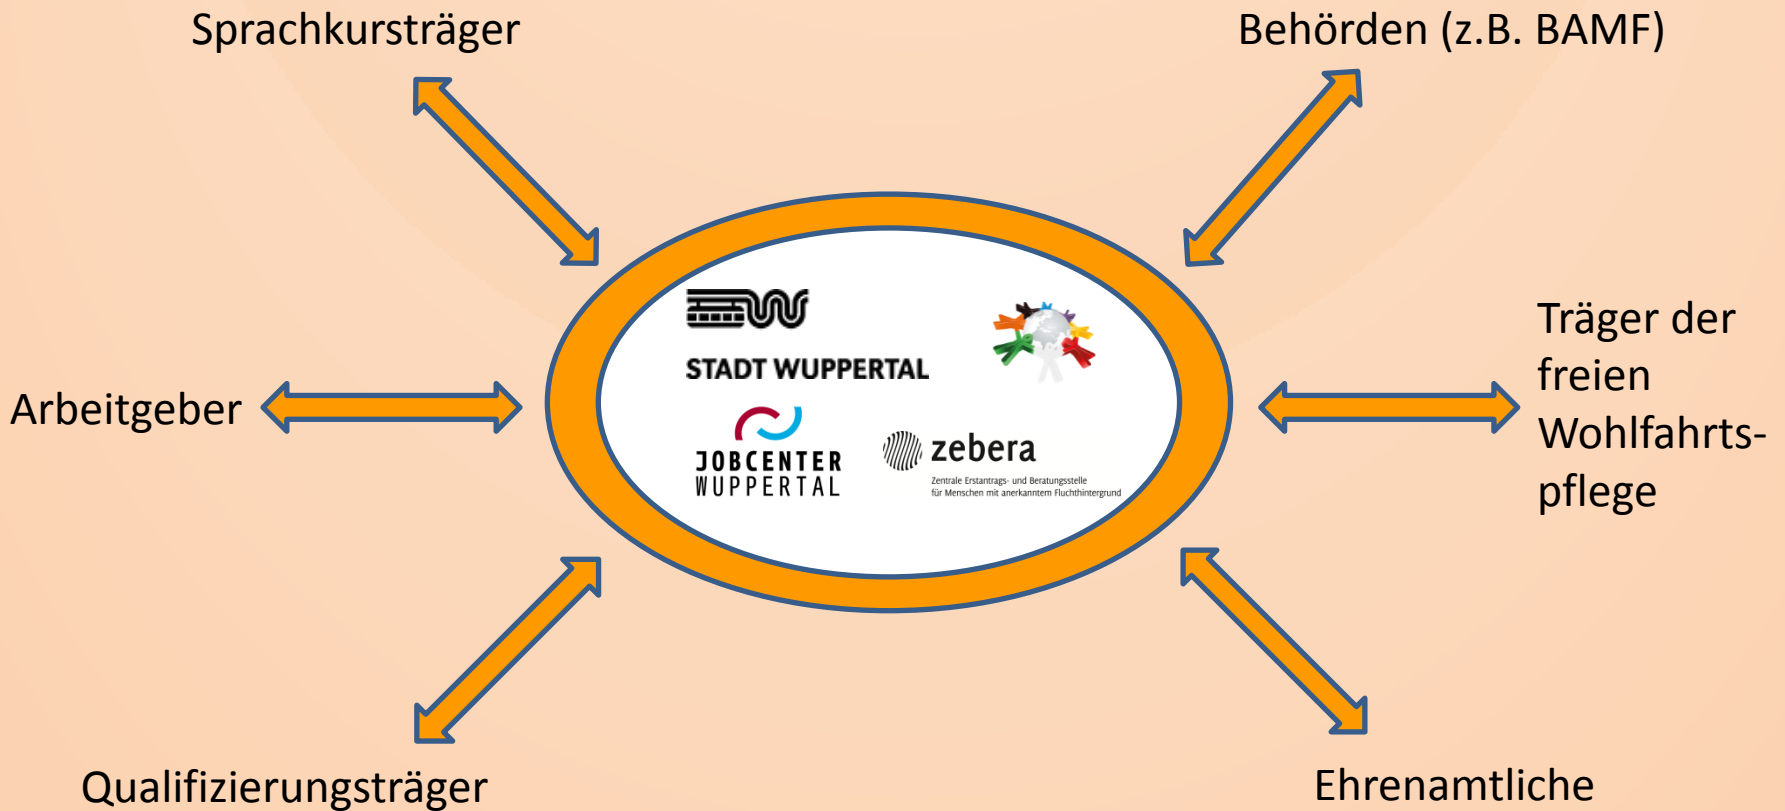 Sprachkursträger
Behörden (z.B. BAMF)
STADT WUPPERTAL
JOBCENTER
WUPPERTAL
zebera
Zentrale Erstantrags- und Beratungsstelle
für Menschen mit anerkanntem Fluchthintergrund
Arbeitgeber
Träger der
freien
Wohlfahrts-
pflege
Qualifizierungsträger
Ehrenamtliche